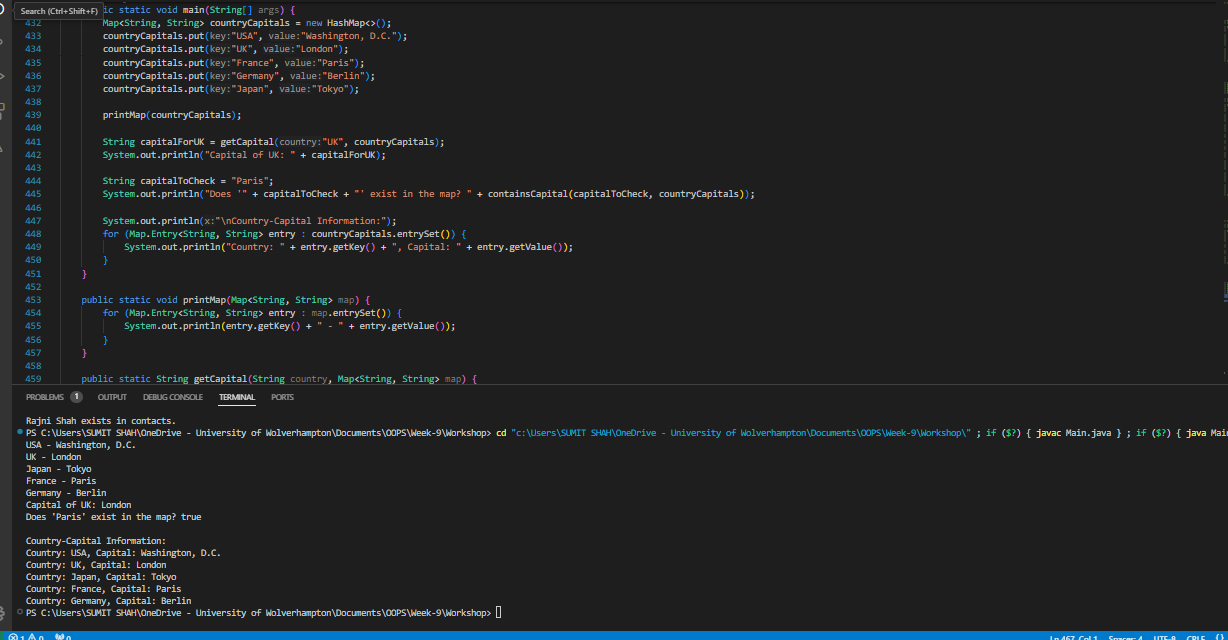 Search (Ctrl+Shift+F)
ic static void main(String[] args) {
432 Map<String, String> countryCapitals = new HashMap<>();
433 countryCapitals.put(key:"USA", value:"Washington, D.C.");
434 countryCapitals.put(key:"UK", value:"London");
435 countryCapitals.put(key:"France", value:"Paris");
436 countryCapitals.put(key:"Germany", value:"Berlin");
437 countryCapitals.put(key:"Japan", value:"Tokyo");
438
439 printMap(countryCapitals);
440
441 String capitalForUK = getCapital(country:"UK", countryCapitals);
442 System.out.println("Capital of UK: " + capitalForUK);
443
444 String capitalToCheck = "Paris";
445 System.out.println("Does '" + capitalToCheck + "' exist in the map? " + containsCapital(capitalToCheck, countryCapitals));
446
447 System.out.println(x:"\nCountry-Capital Information:");
448 for (Map.Entry<String, String> entry : countryCapitals.entrySet()) {
449 System.out.println("Country: " + entry.getKey() + ", Capital: " + entry.getValue());
450 }
451 }
452
453 public static void printMap(Map<String, String> map) {
454 for (Map.Entry<String, String> entry : map.entrySet()) {
455 System.out.println(entry.getKey() + " - " + entry.getValue());
456 }
457 }
458
459 public static String getCapital(String country, Map<String, String> map) {
PROBLEMS 1 OUTPUT DEBUG CONSOLE TERMINAL PORTS
Rajni Shah exists in contacts.
PS C:\Users\SUMIT SHAH\OneDrive - University of Wolverhampton\Documents\OOPS\Week-9\Workshop> cd "c:\Users\SUMIT SHAH\OneDrive - University of Wolverhampton\Documents\OOPS\Week-9\Workshop\" ; if ($?) { javac Main.java } ; if ($?) { java Mai
USA - Washington, D.C.
UK - London
Japan - Tokyo
France - Paris
Germany - Berlin
Capital of UK: London
Does 'Paris' exist in the map? true
Country-Capital Information:
Country: USA, Capital: Washington, D.C.
Country: UK, Capital: London
Country: Japan, Capital: Tokyo
Country: France, Capital: Paris
Country: Germany, Capital: Berlin
PS C:\Users\SUMIT SHAH\OneDrive - University of Wolverhampton\Documents\OOPS\Week-9\Workshop>
1 0 0 Ln 467, Col 1 Spaces: 4 UTF-8 CRLF {}